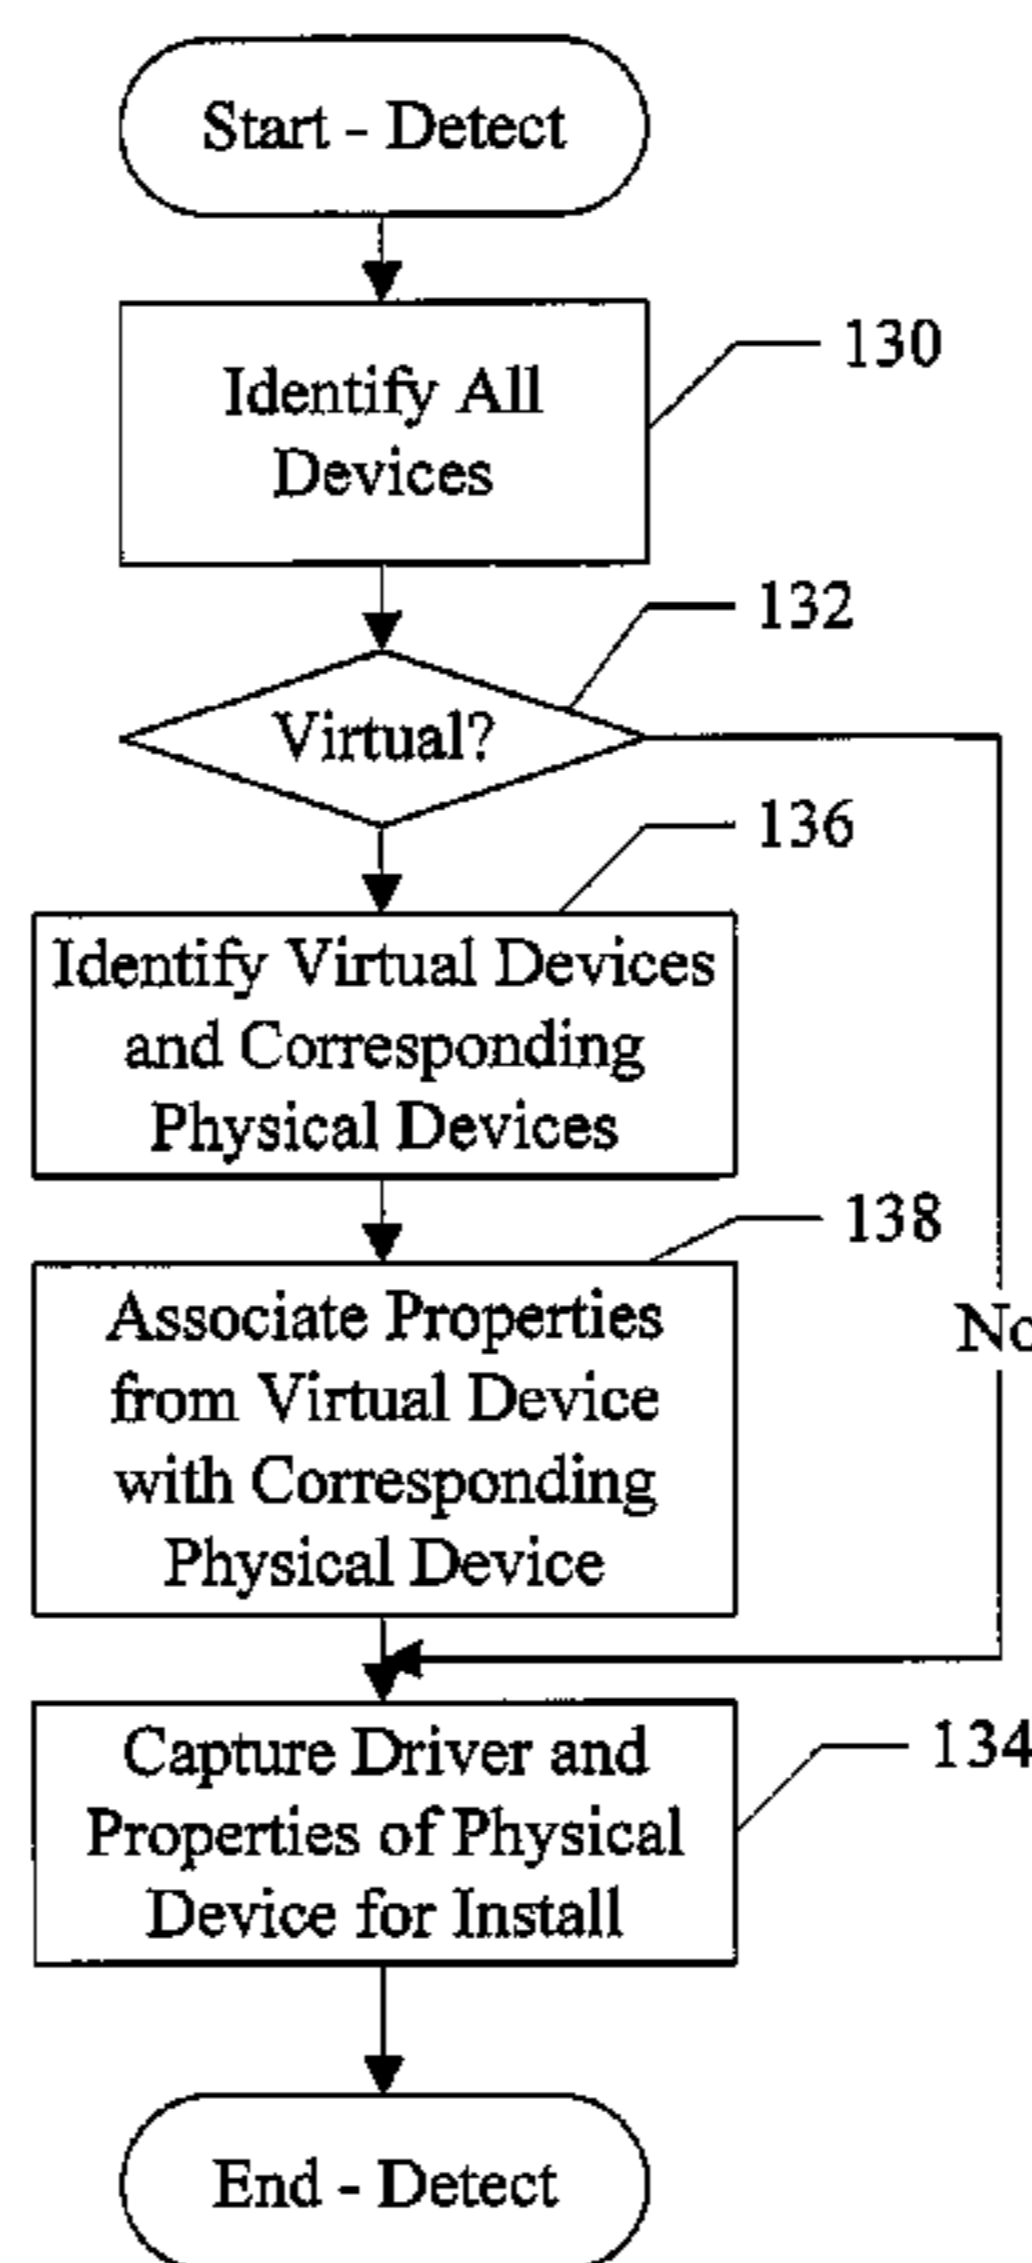 Start - Detect
130
Identify All
Devices
132
Virtual?
136
Identify Virtual Devices
and Corresponding
Physical Devices
138
Associate Properties
from Virtual Device
with Corresponding
Physical Device
No
134
Capture Driver and
Properties of Physical
Device for Install
End - Detect